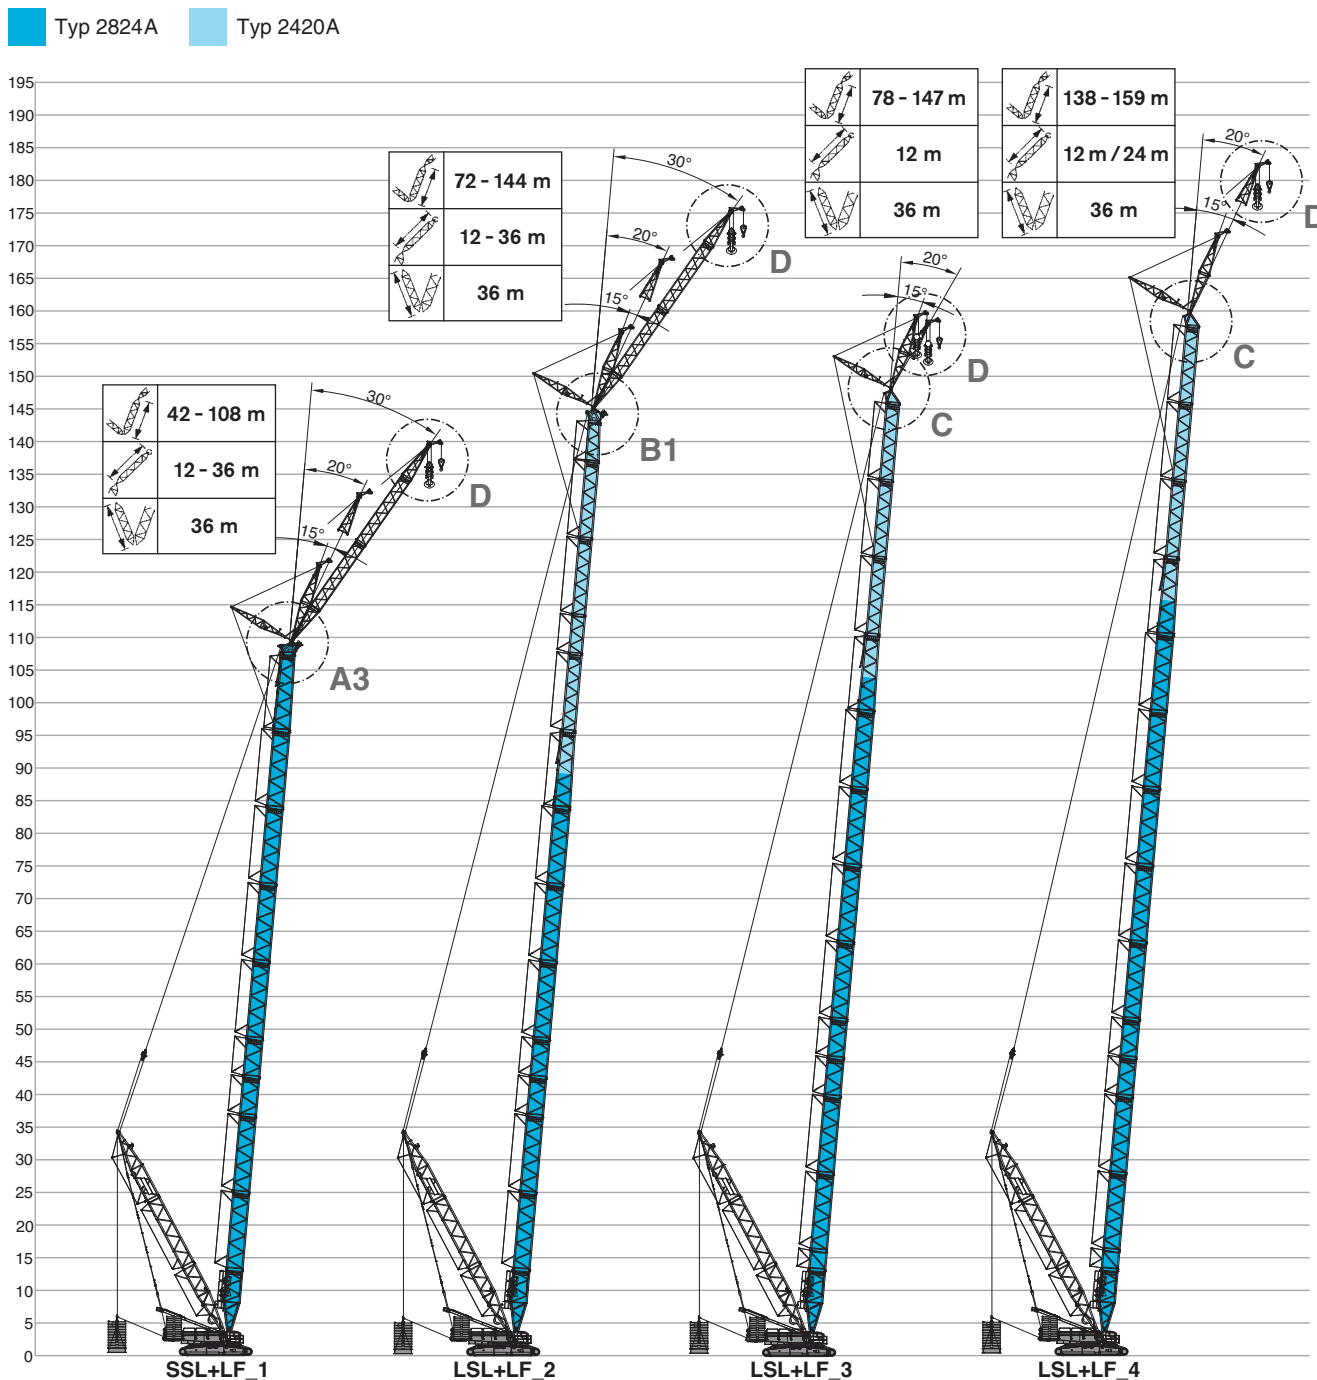 Typ 2824A Typ 2420A
195
190
185
180
175
170
165
160
155
150
145
140
135
130
125
120
115
110
105
100
95
90
85
80
75
70
65
60
55
50
45
40
35
30
25
20
15
10
5
0
42 - 108 m
12 - 36 m
36 m
30°
20°
15°
D
A3
SSL+LF_1
72 - 144 m
12 - 36 m
36 m
30°
20°
15°
D
B1
LSL+LF_2
78 - 147 m
12 m
36 m
20°
15°
D
C
LSL+LF_3
138 - 159 m
12 m / 24 m
36 m
20°
15°
D
C
LSL+LF_4